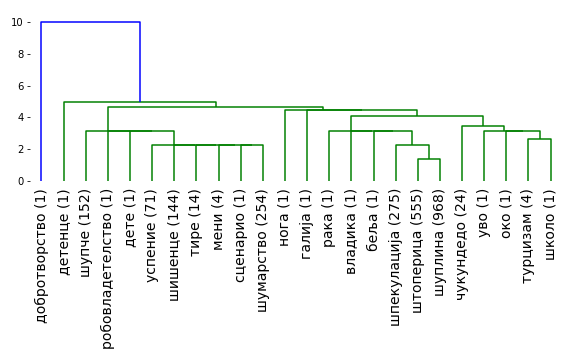 10
8
6
4
2
0
добротворство (1)
детенце (1)
шупче (152)
робовладетелство (1)
дете (1)
успение (71)
шишенце (144)
тире (14)
мени (4)
сценарио (1)
шумарство (254)
нога (1)
галија (1)
рака (1)
владика (1)
беља (1)
шпекулација (275)
штоперица (555)
шуплина (968)
чукундедо (24)
уво (1)
око (1)
турцизам (4)
школо (1)